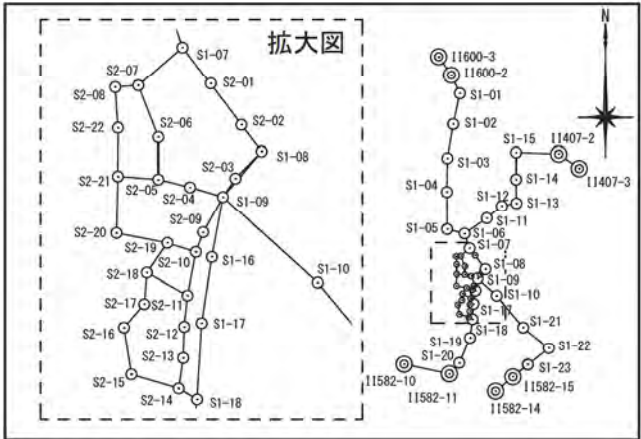 拡大図
S1-07
S2-07
S2-01
S2-08
S2-06
S2-02
S2-22
S1-08
S2-03
S2-21
S2-05
S2-04
S1-09
S2-09
S2-20
S2-19
S2-10
S1-16
S2-18
S1-10
S2-11
S2-17
S2-16
S2-12
S1-17
S2-13
S2-15
S2-14
S1-18
N
II600-3
II600-2
S1-01
S1-02
S1-15
II407-2
S1-03
S1-14
II407-3
S1-04
S1-12
S1-13
S1-11
S1-05
S1-06
S1-07
S1-08
S1-09
S1-10
S1-17
S1-18
S1-21
S1-19
S1-22
S1-20
S1-23
II582-10
II582-11
II582-15
II582-14